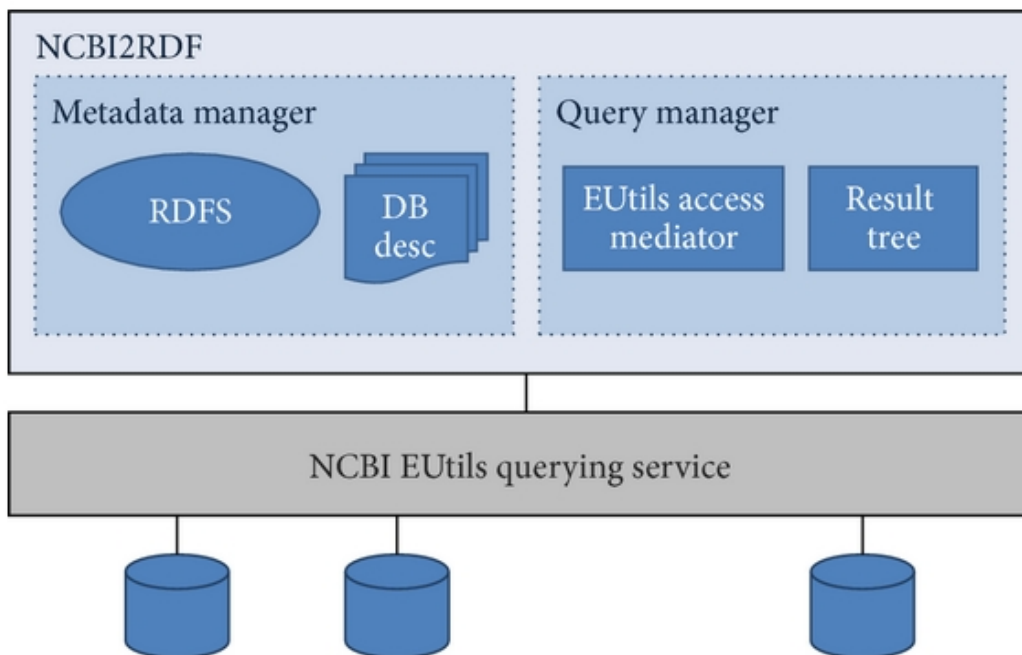 NCBI2RDF
Metadata manager
Query manager
RDFS
DB
desc
EUtils access
mediator
Result
tree
NCBI EUtils querying service